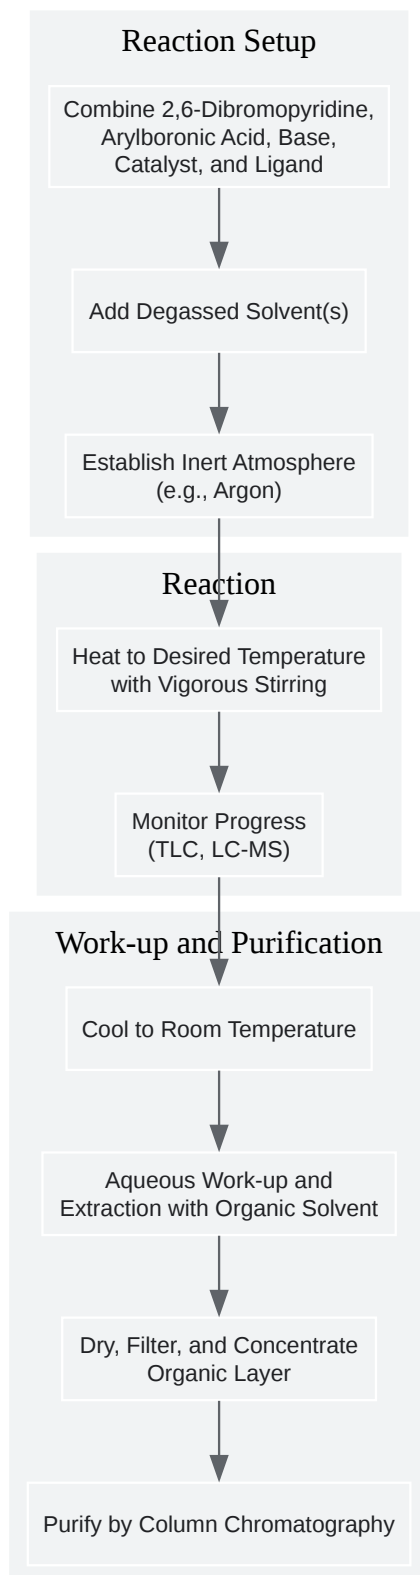 Reaction Setup
Combine 2,6-Dibromopyridine,
Arylboronic Acid, Base,
Catalyst, and Ligand
Add Degassed Solvent(s)
Establish Inert Atmosphere
(e.g., Argon)
Reaction
Heat to Desired Temperature
with Vigorous Stirring
Monitor Progress
(TLC, LC-MS)
Work-up and Purification
Cool to Room Temperature
Aqueous Work-up and
Extraction with Organic Solvent
Dry, Filter, and Concentrate
Organic Layer
Purify by Column Chromatography